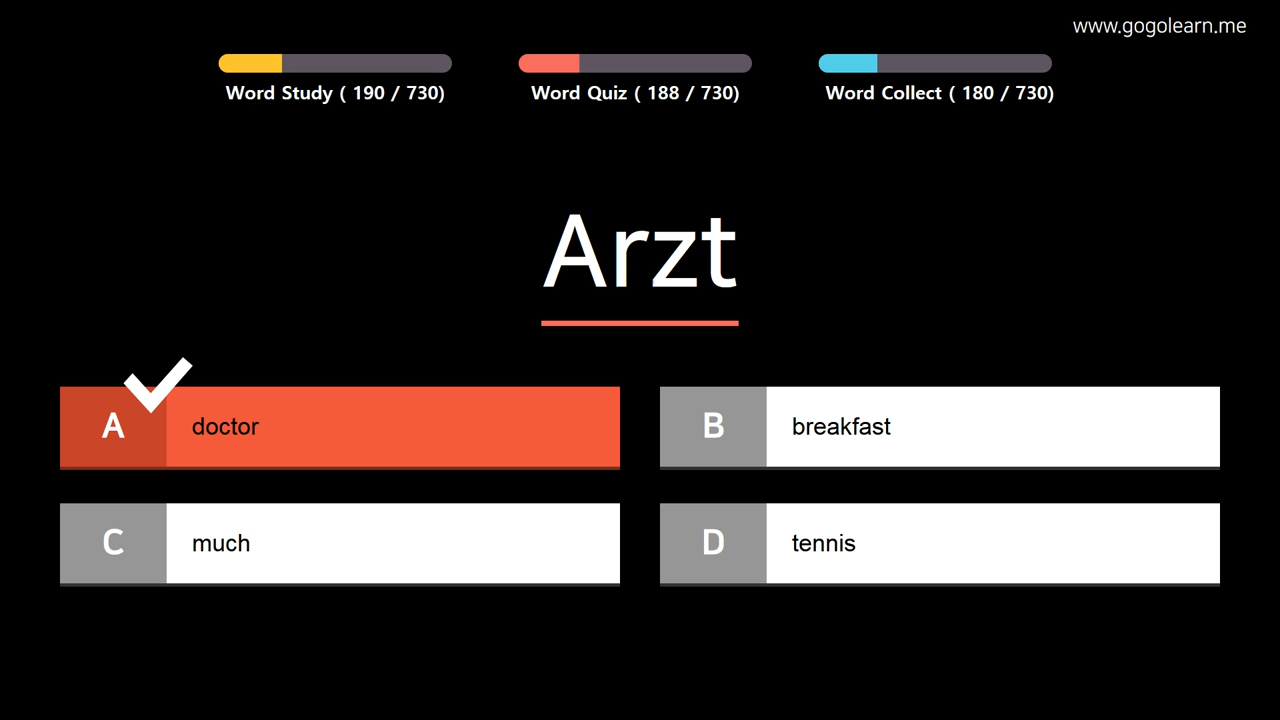 www.gogolearn.me
Word Study ( 190 / 730)
Word Quiz ( 188 / 730)
Word Collect ( 180 / 730)
Arzt
A doctor
B breakfast
C much
D tennis